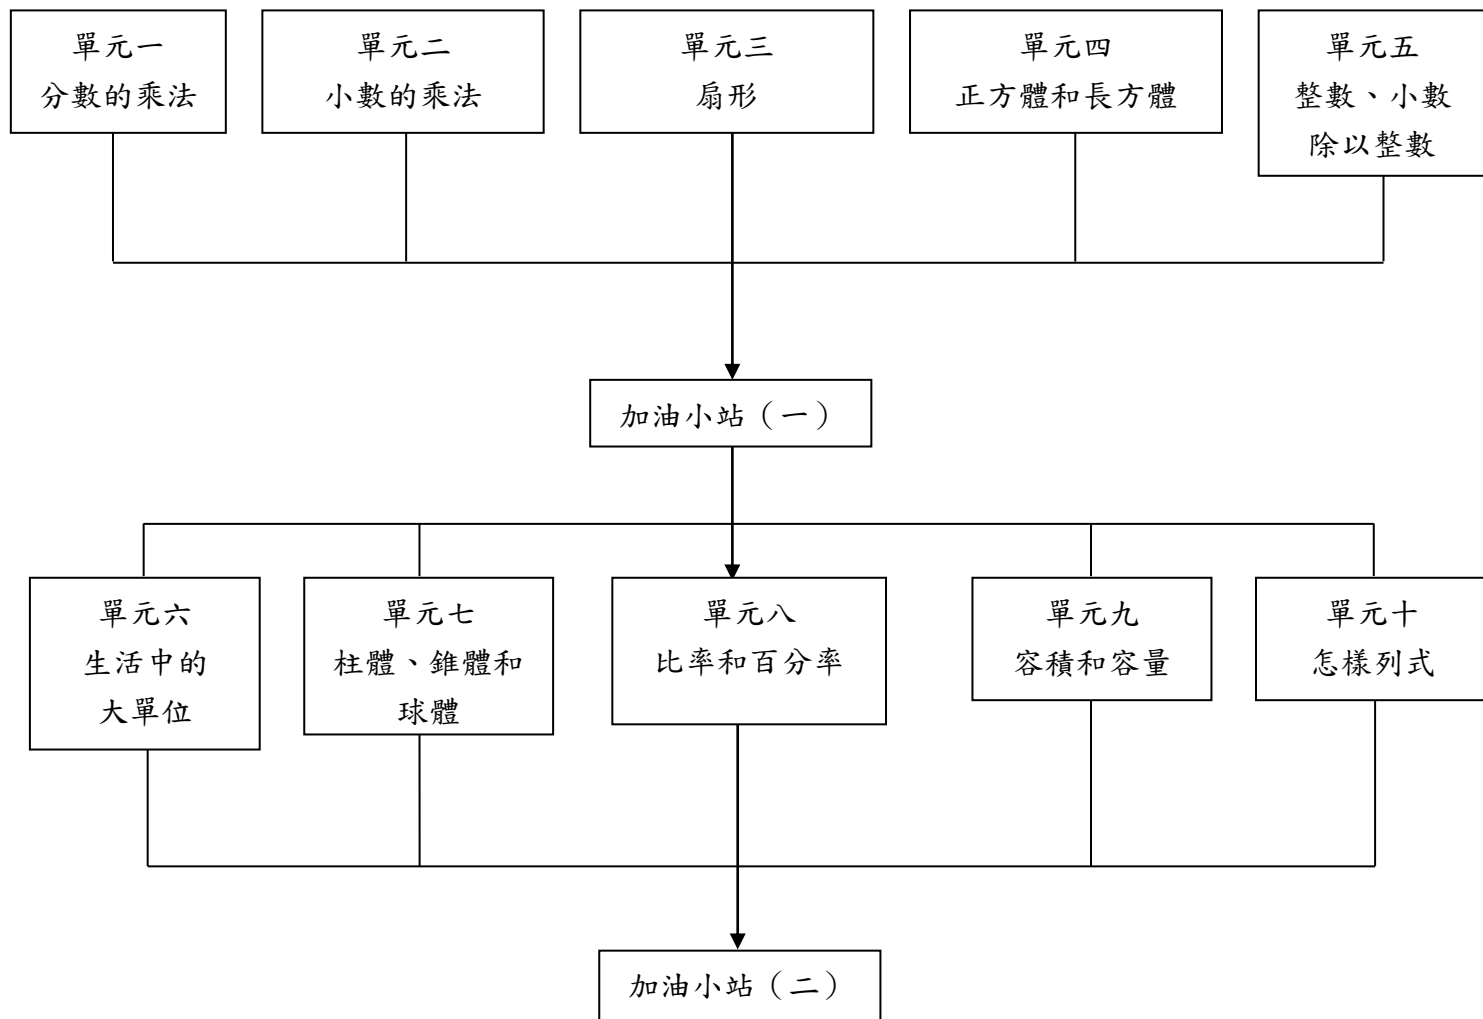 單元一
分數的乘法
單元二
小數的乘法
單元三
扇形
單元四
正方體和長方體
單元五
整數、小數
除以整數
加油小站（一）
單元六
生活中的
大單位
單元七
柱體、錐體和
球體
單元八
比率和百分率
單元九
容積和容量
單元十
怎樣列式
加油小站（二）